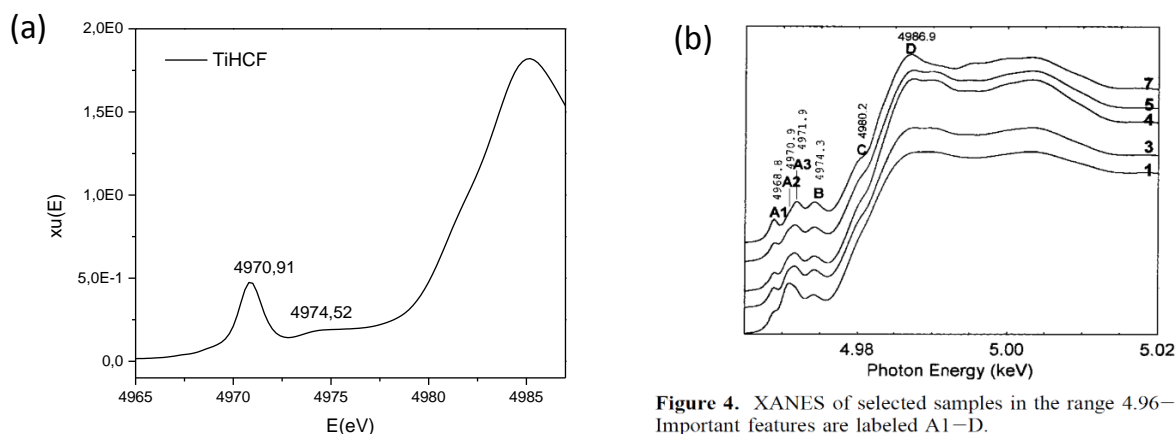 (a)
2,0E0
1,5E0
1,0E0
5,0E-1
0,0
xu(E)
TiHCF
4970,91
4974,52
4965
4970
4975
4980
4985
E(eV)
(b)
4986.9
D
4980.2
C
4968.8
4970.9
4971.9
4974.3
A1
A2
A3
B
7
5
4
3
1
4.98
5.00
5.02
Photon Energy (keV)
Figure 4. XANES of selected samples in the range 4.96–
Important features are labeled A1–D.